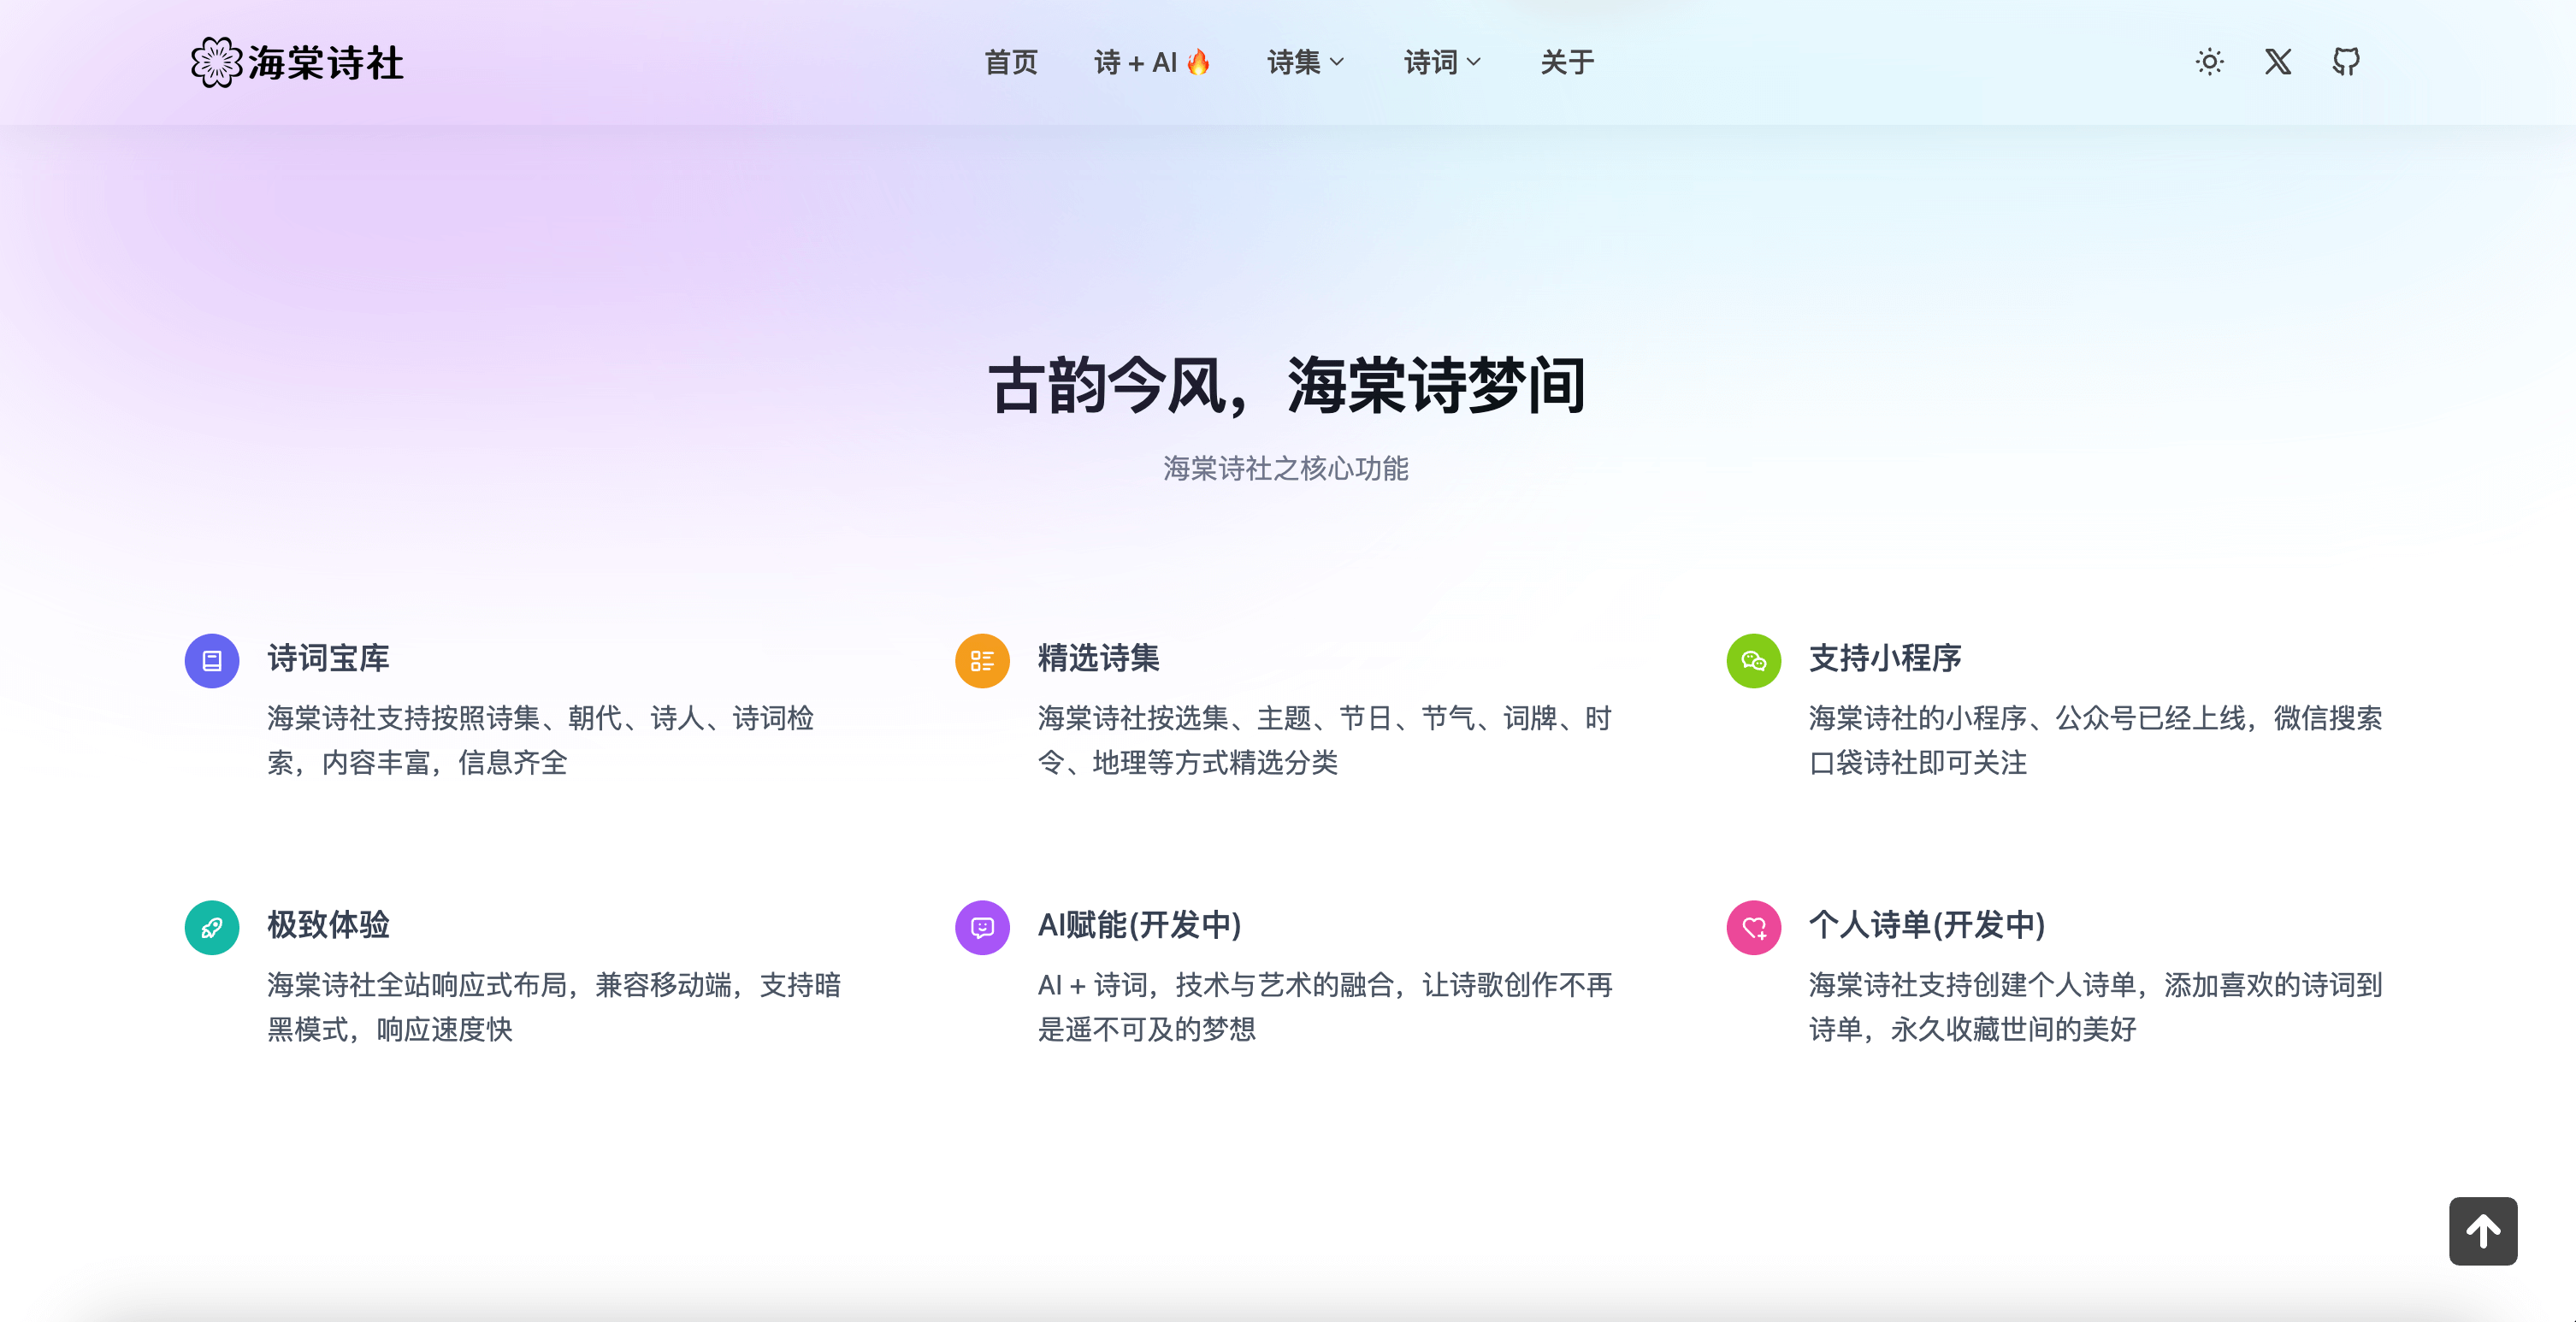 海棠诗社
首页 诗 + AI 🔥 诗集 诗词 关于
古韵今风，海棠诗梦间
海棠诗社之核心功能
诗词宝库
海棠诗社支持按照诗集、朝代、诗人、诗词检
索，内容丰富，信息齐全
精选诗集
海棠诗社按选集、主题、节日、节气、词牌、时
令、地理等方式精选分类
支持小程序
海棠诗社的小程序、公众号已经上线，微信搜索
口袋诗社即可关注
极致体验
海棠诗社全站响应式布局，兼容移动端，支持暗
黑模式，响应速度快
AI赋能(开发中)
AI + 诗词，技术与艺术的融合，让诗歌创作不再
是遥不可及的梦想
个人诗单(开发中)
海棠诗社支持创建个人诗单，添加喜欢的诗词到
诗单，永久收藏世间的美好